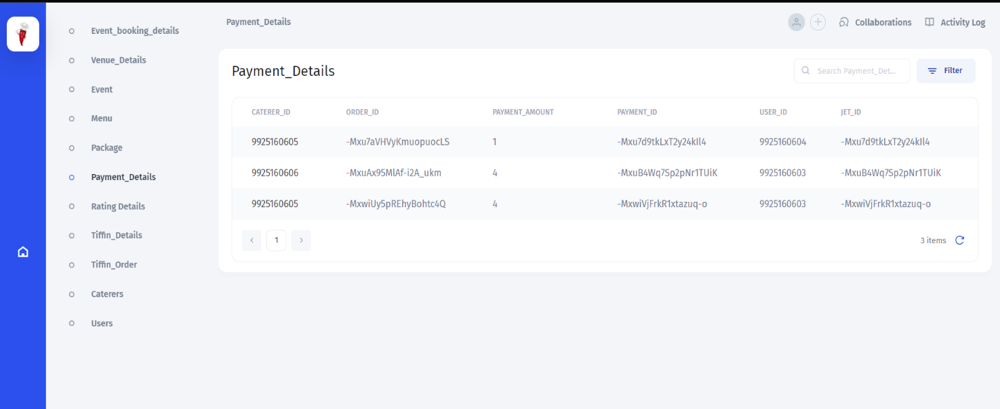 Event_booking_details
Venue_Details
Event
Menu
Package
Payment_Details
Rating Details
Tiffin_Details
Tiffin_Order
Caterers
Users
Payment_Details
Collaborations
Activity Log
Payment_Details
Search Payment_Det...
Filter
CATERER_ID ORDER_ID PAYMENT_AMOUNT PAYMENT_ID USER_ID JET_ID
9925160605 -Mxu7aVHVyKmuopuocLS 1 -Mxu7d9tkLxT2y24kIl4 9925160604 -Mxu7d9tkLxT2y24kIl4
9925160606 -MxuAx95MlAf-i2A_ukm 4 -MxuB4Wq7Sp2pNr1TUiK 9925160603 -MxuB4Wq7Sp2pNr1TUiK
9925160605 -MxwiUy5pREhyBohtc4Q 4 -MxwiVjFrkR1xtazuq-o 9925160603 -MxwiVjFrkR1xtazuq-o
1
3 items